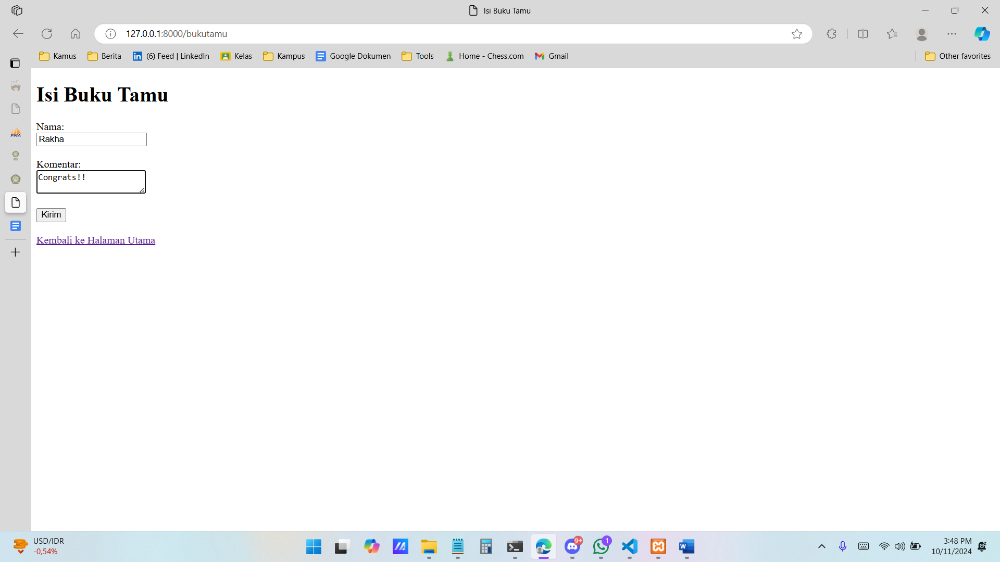 Isi Buku Tamu
127.0.0.1:8000/bukutamu
Kamus
Berita
(6) Feed | LinkedIn
Kelas
Kampus
Google Dokumen
Tools
Home - Chess.com
Gmail
Other favorites
PMA
Isi Buku Tamu
Nama:
Rakha
Komentar:
Congrats!!
Kirim
Kembali ke Halaman Utama
USD/IDR
-0,54%
9+
1
3:48 PM
10/11/2024